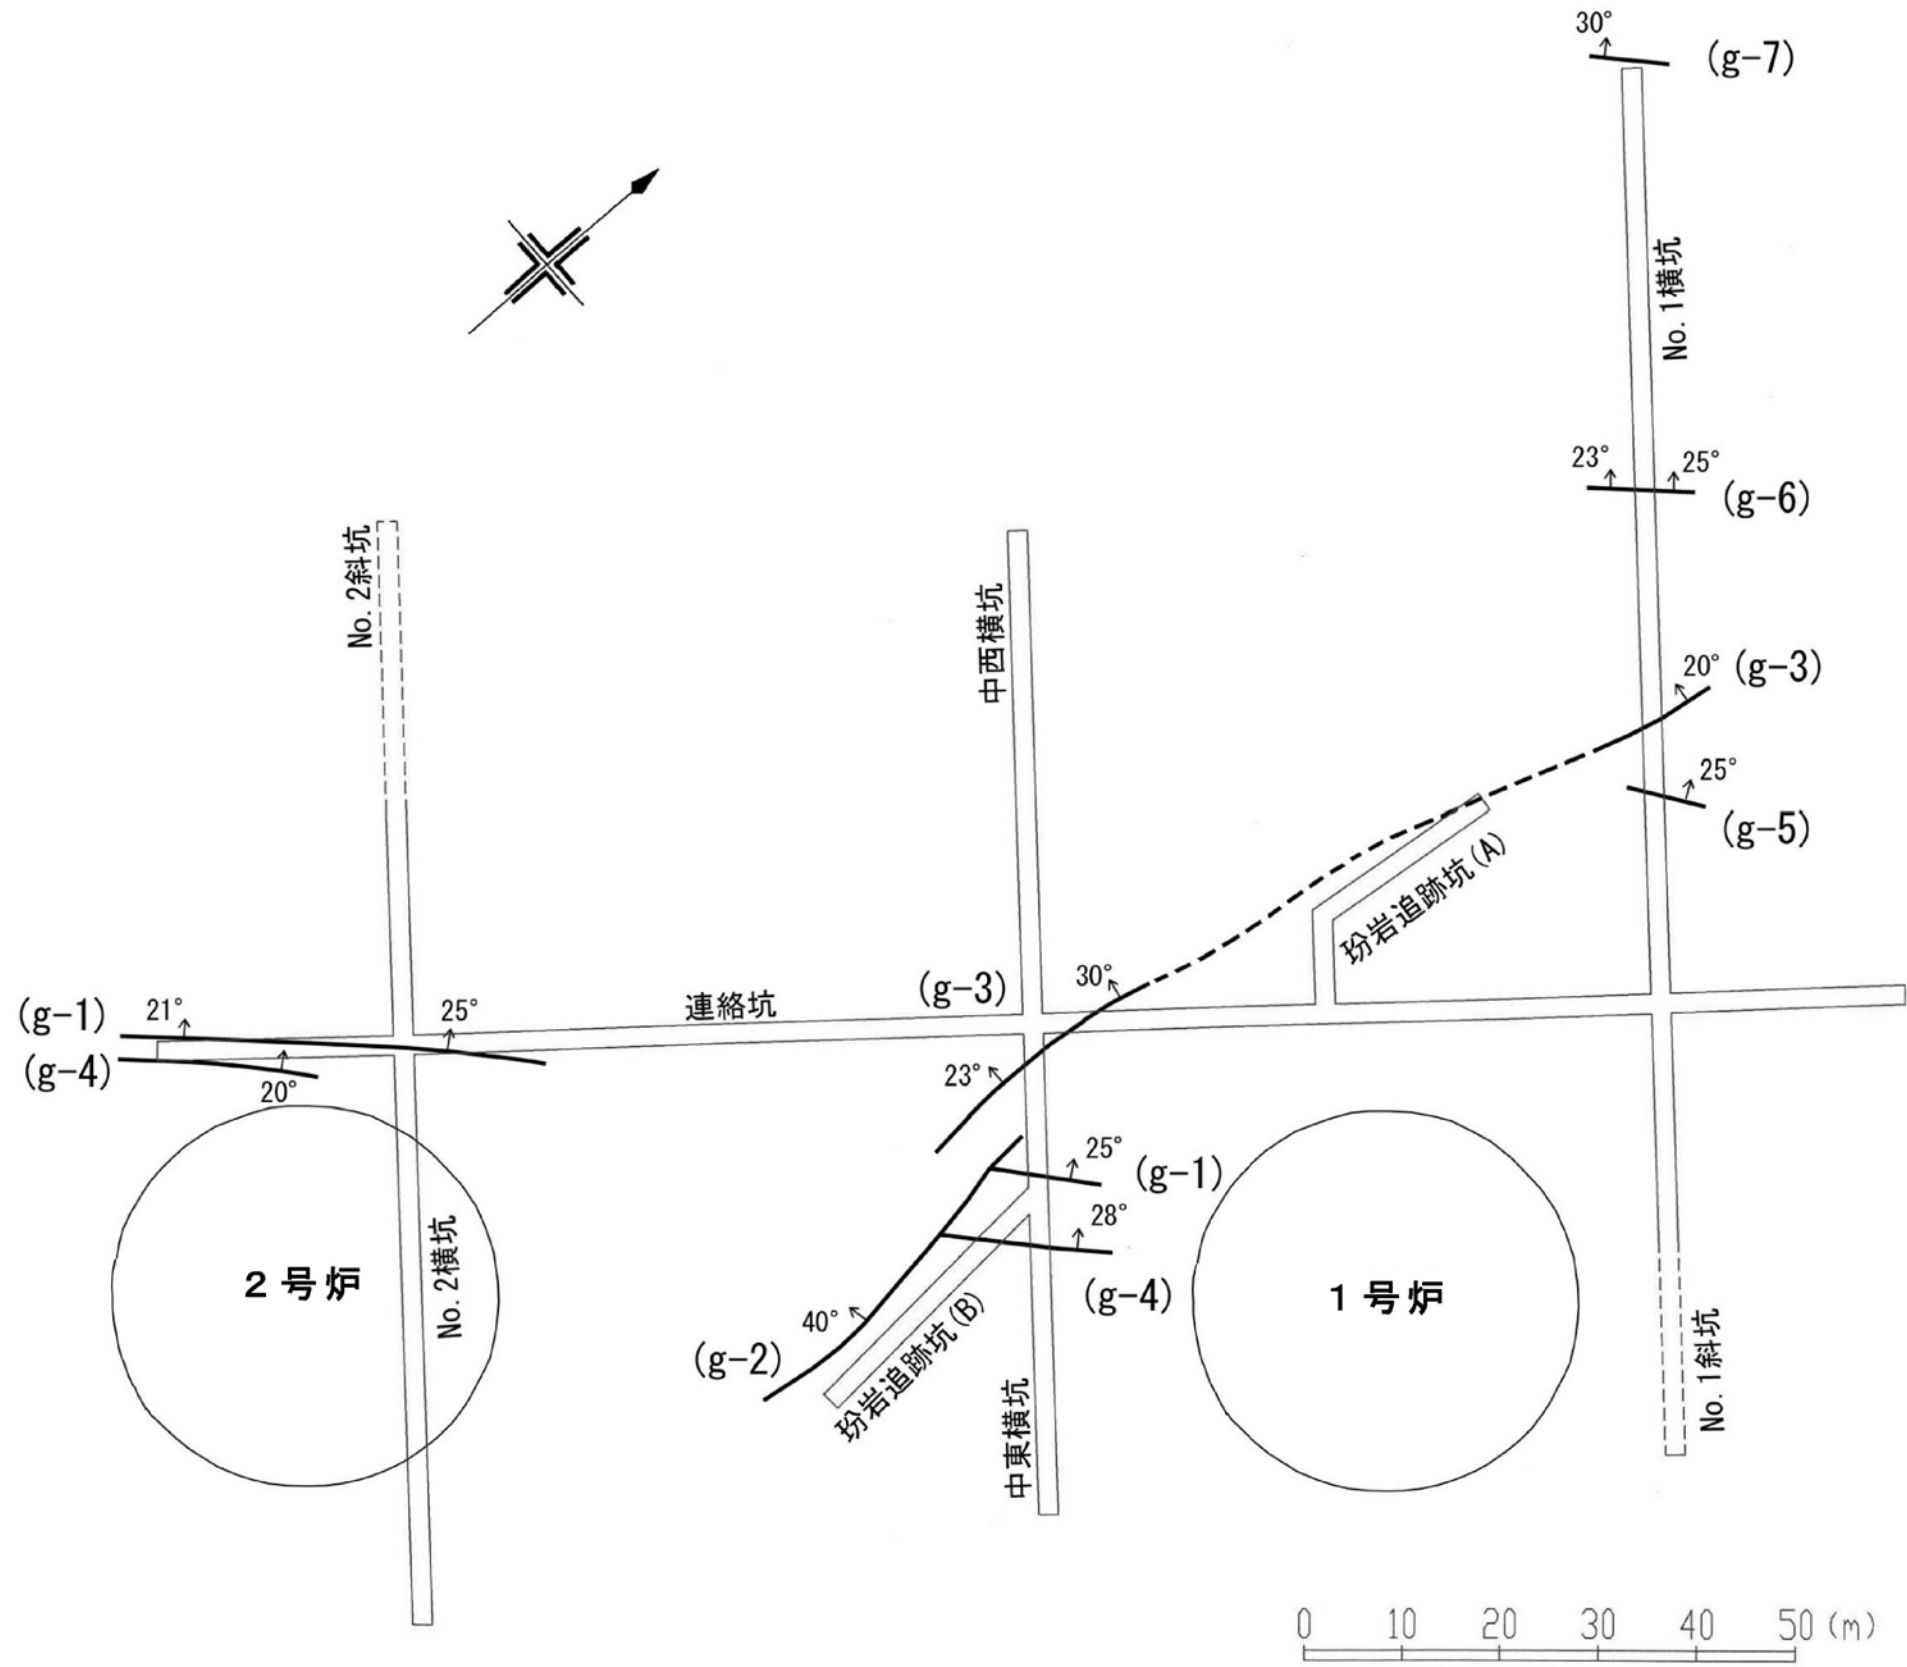 30°
(g-7)
No.1横坑
23°
25°
(g-6)
No.2斜坑
中西横坑
20°
(g-3)
25°
(g-5)
玢岩追跡坑(A)
(g-1)
21°
25°
連絡坑
(g-3)
30°
(g-4)
20°
23°
25°
(g-1)
28°
(g-4)
2号炉
No.2横坑
40°
(g-2)
玢岩追跡坑(B)
中東横坑
1号炉
No.1斜坑
0 10 20 30 40 50 (m)